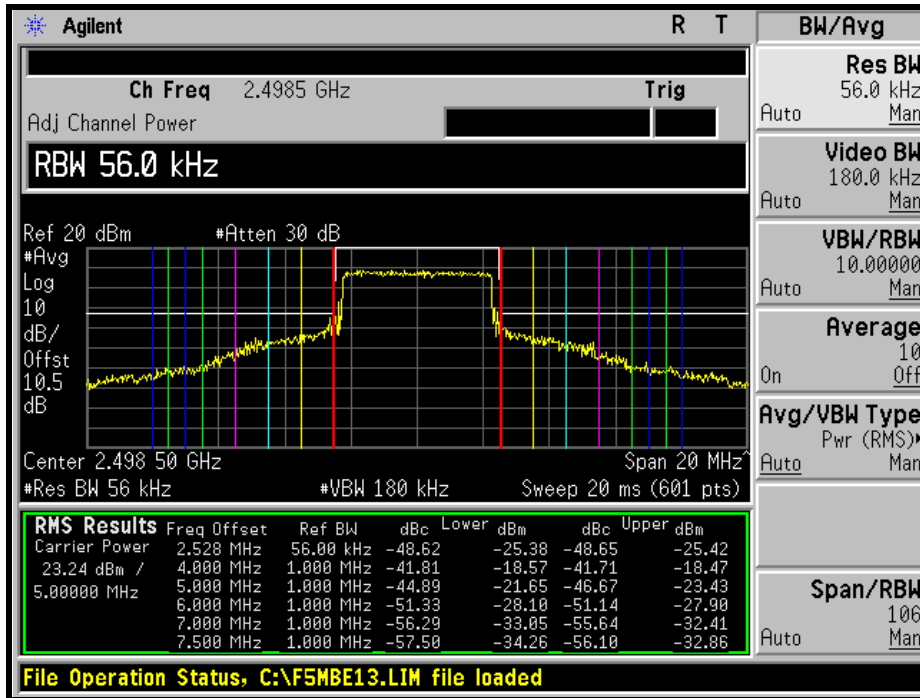 Agilent R T
BW/Avg
Ch Freq 2.4985 GHz Trig
Adj Channel Power
RBW 56.0 kHz
Ref 20 dBm #Atten 30 dB
#Avg
Log
10
dB/
Offst
10.5
dB
Center 2.498 50 GHz Span 20 MHz^
#Res BW 56 kHz #VBW 180 kHz Sweep 20 ms (601 pts)
RMS Results Freq Offset Ref BW dBc Lower dBm dBc Upper dBm
Carrier Power 2.528 MHz 56.00 kHz -48.62 -25.38 -48.65 -25.42
23.24 dBm / 4.000 MHz 1.000 MHz -41.81 -18.57 -41.71 -18.47
5.00000 MHz 5.000 MHz 1.000 MHz -44.89 -21.65 -46.67 -23.43
6.000 MHz 1.000 MHz -51.33 -28.10 -51.14 -27.90
7.000 MHz 1.000 MHz -56.29 -33.05 -55.64 -32.41
7.500 MHz 1.000 MHz -57.50 -34.26 -56.10 -32.86
File Operation Status, C:\F5MBE13.LIM file loaded
Res BW
56.0 kHz
Auto Man
Video BW
180.0 kHz
Auto Man
VBW/RBW
10.00000
Auto Man
Average
10
On Off
Avg/VBW Type
Pwr (RMS)▸
Auto Man
Span/RBW
106
Auto Man